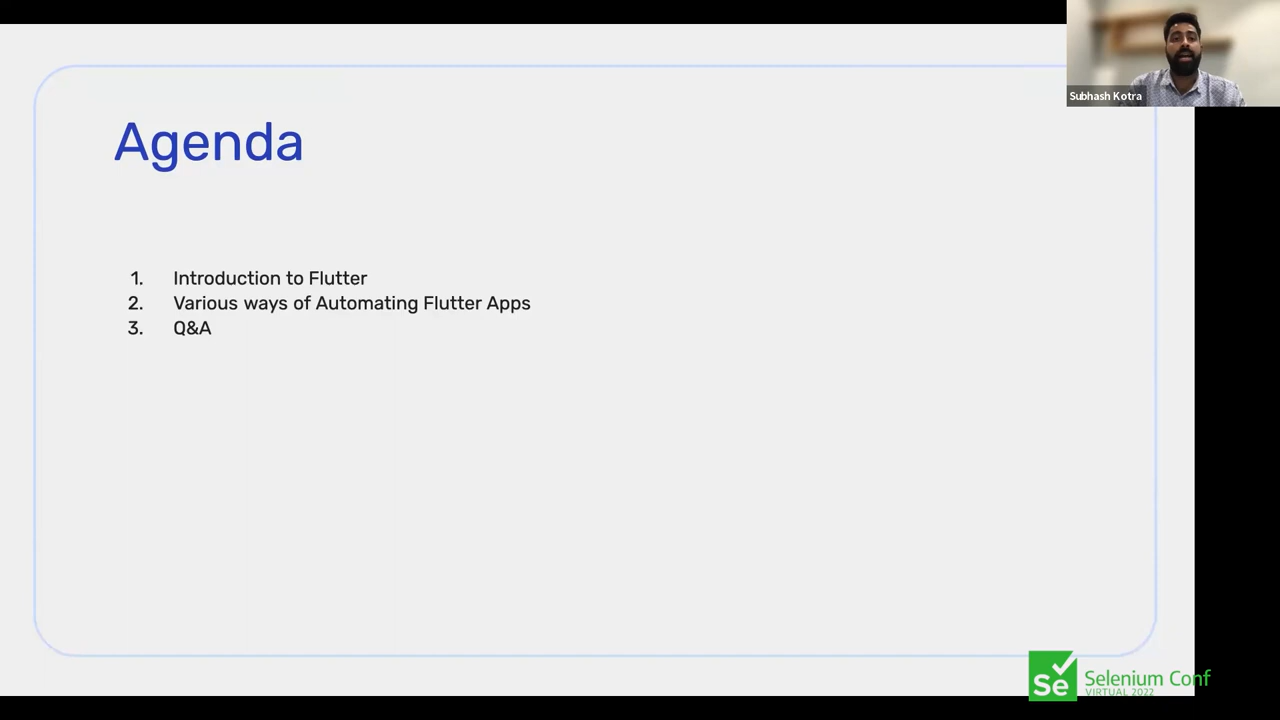 Subhash Kotra
Agenda
1. Introduction to Flutter
2. Various ways of Automating Flutter Apps
3. Q&A
Se
Selenium Conf
VIRTUAL 2022